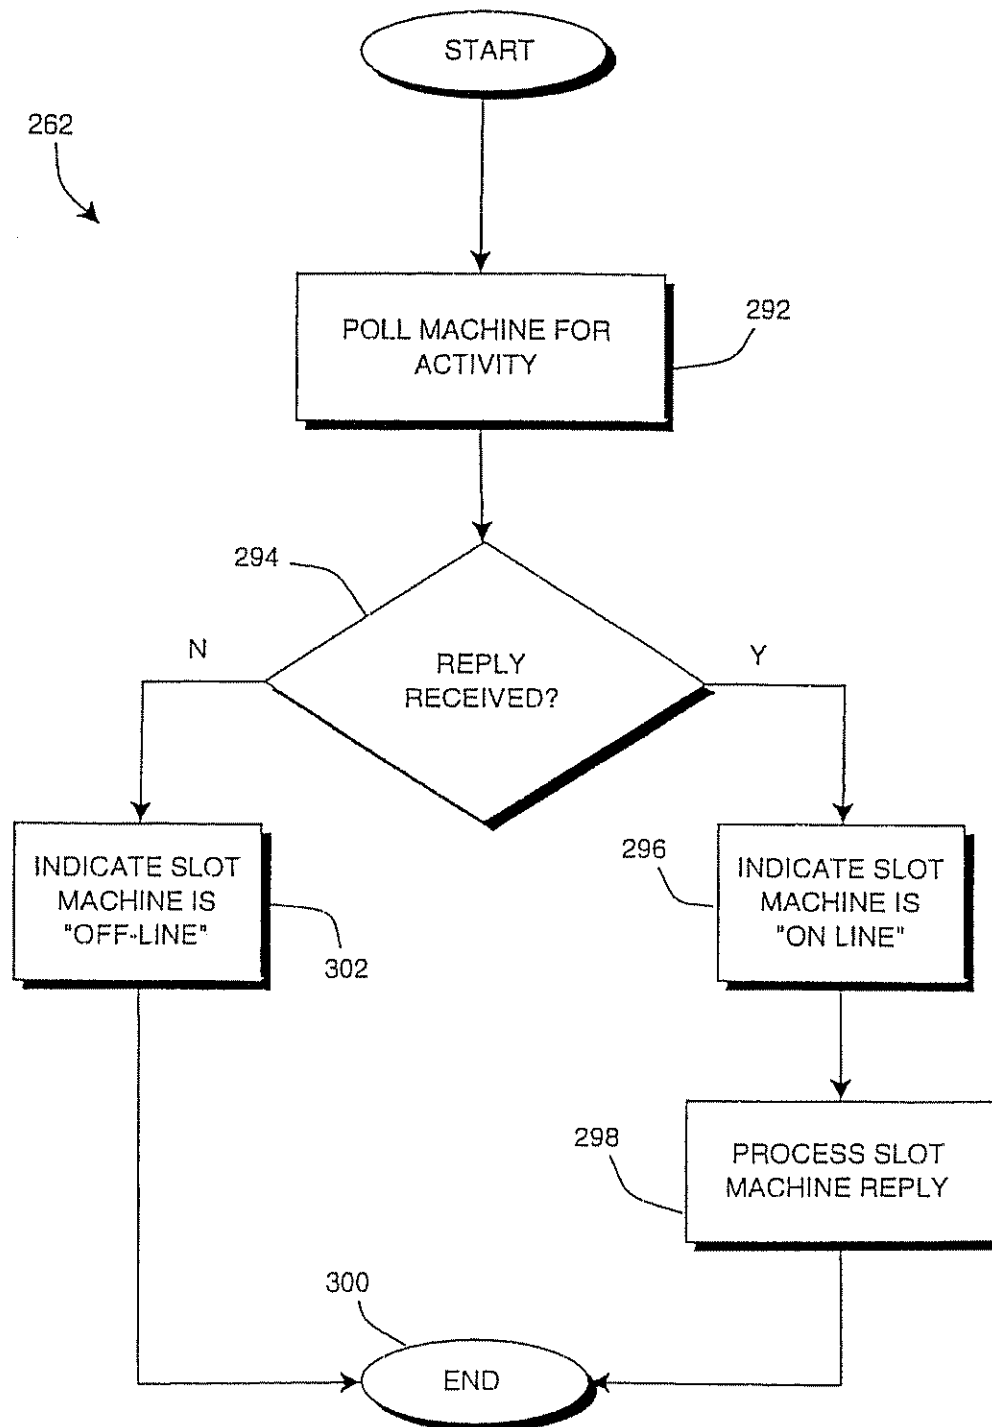 START
262
POLL MACHINE FOR
ACTIVITY
292
294
N
REPLY
RECEIVED?
Y
INDICATE SLOT
MACHINE IS
"OFF-LINE"
302
296
INDICATE SLOT
MACHINE IS
"ON LINE"
298
PROCESS SLOT
MACHINE REPLY
300
END